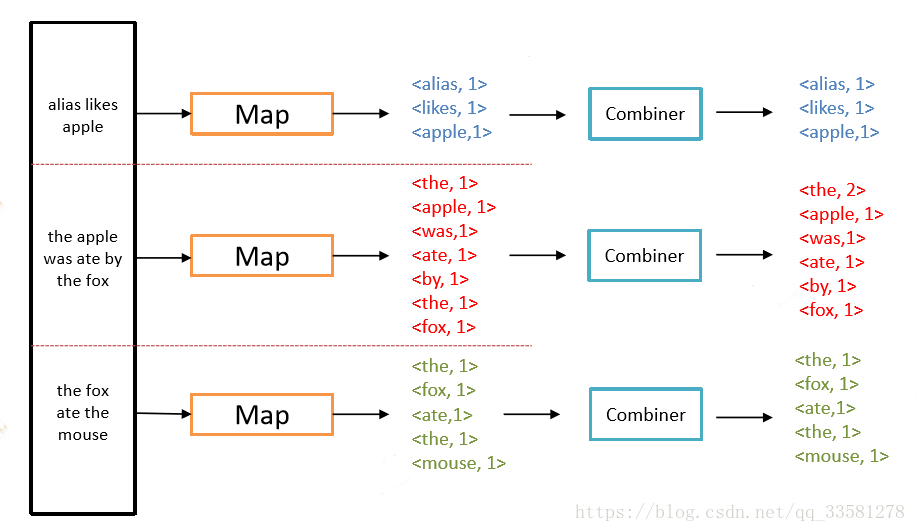 alias likes
apple
Map
<alias, 1>
<likes, 1>
<apple,1>
Combiner
<alias, 1>
<likes, 1>
<apple,1>
the apple
was ate by
the fox
Map
<the, 1>
<apple, 1>
<was,1>
<ate, 1>
<by, 1>
<the, 1>
<fox, 1>
Combiner
<the, 2>
<apple, 1>
<was,1>
<ate, 1>
<by, 1>
<fox, 1>
the fox
ate the
mouse
Map
<the, 1>
<fox, 1>
<ate,1>
<the, 1>
<mouse, 1>
Combiner
<the, 1>
<fox, 1>
<ate,1>
<the, 1>
<mouse, 1>
https://blog.csdn.net/qq_33581278